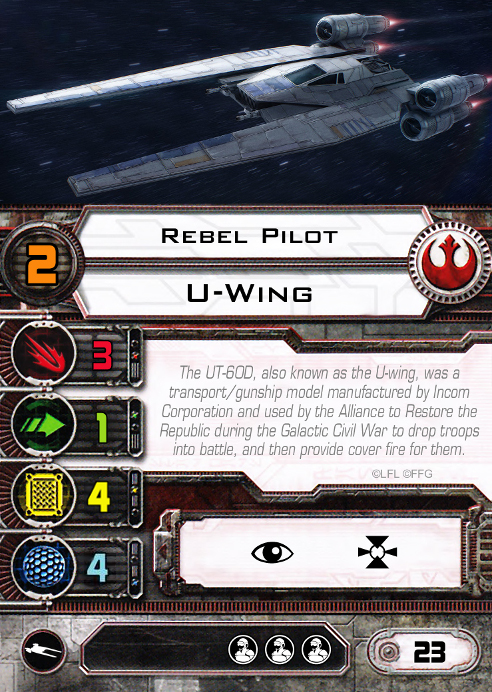 REBEL PILOT
2
U-WING
3
The UT-60D, also known as the U-wing, was a
transport/gunship model manufactured by Incom
Corporation and used by the Alliance to Restore the
Republic during the Galactic Civil War to drop troops
into battle, and then provide cover fire for them.
©LFL ©FFG
1
4
4
23